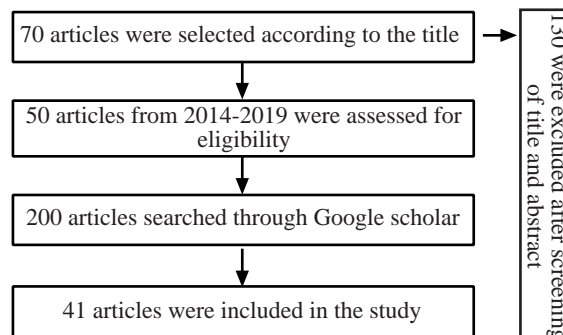 70 articles were selected according to the title
50 articles from 2014-2019 were assessed for
eligibility
200 articles searched through Google scholar
41 articles were included in the study
130 were excluded after screening
of title and abstract